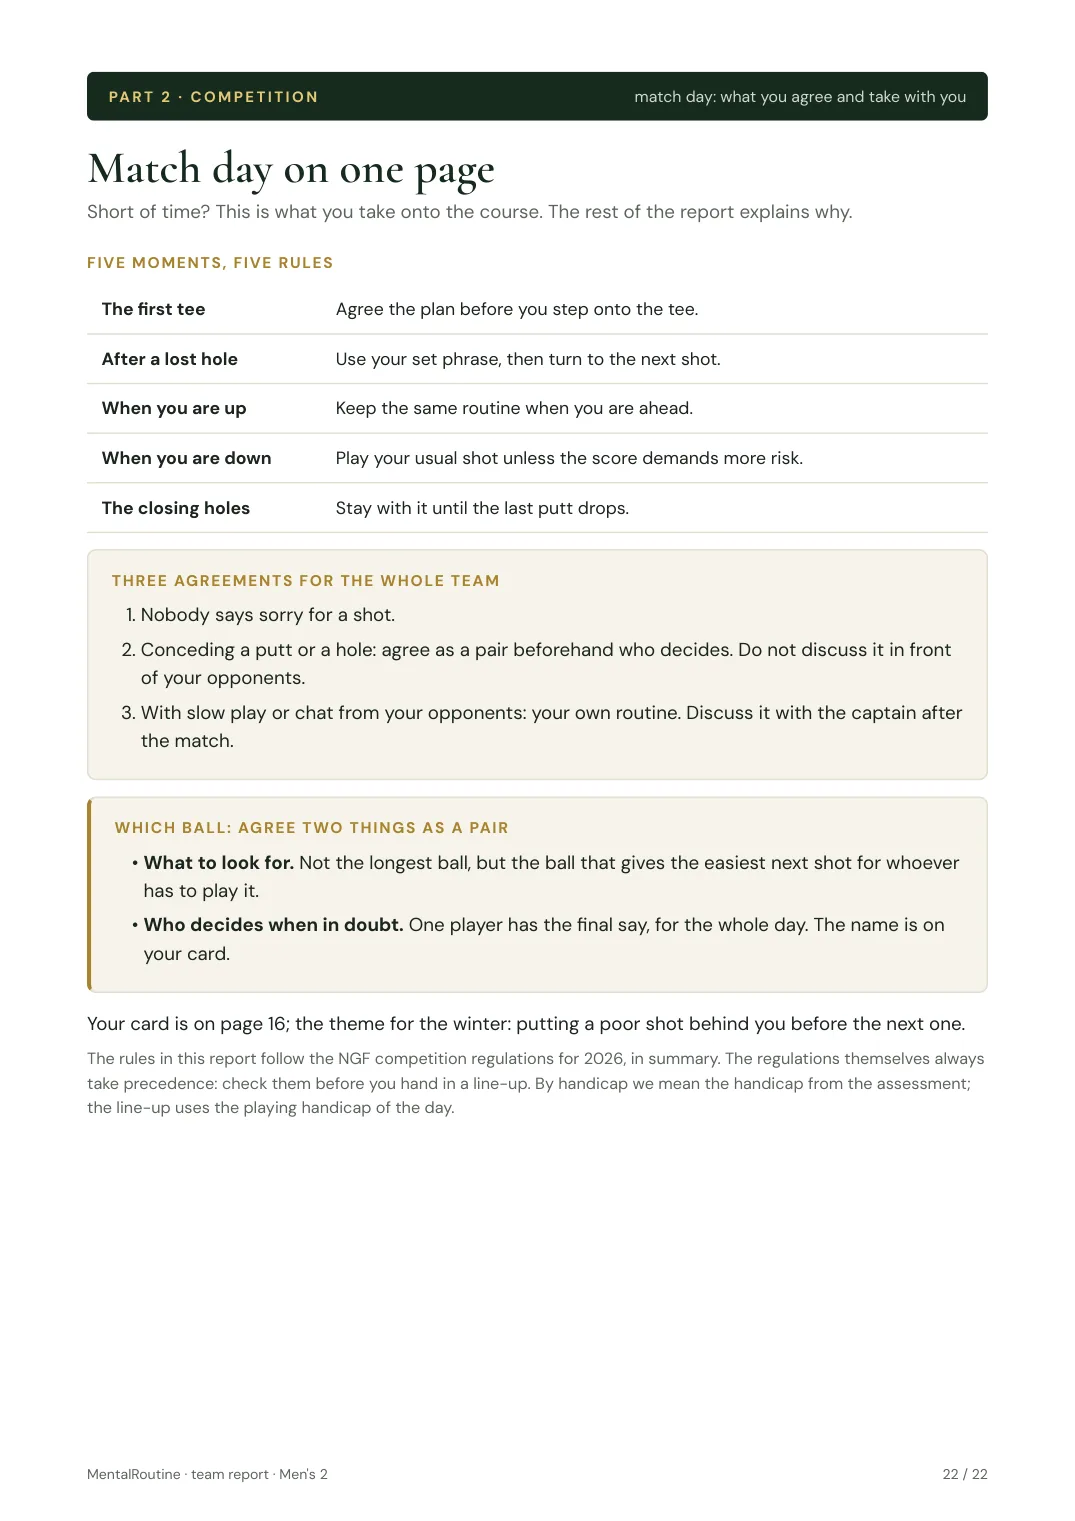 PART 2 · COMPETITION
match day: what you agree and take with you
Match day on one page
Short of time? This is what you take onto the course. The rest of the report explains why.
FIVE MOMENTS, FIVE RULES
The first tee Agree the plan before you step onto the tee.
After a lost hole Use your set phrase, then turn to the next shot.
When you are up Keep the same routine when you are ahead.
When you are down Play your usual shot unless the score demands more risk.
The closing holes Stay with it until the last putt drops.
THREE AGREEMENTS FOR THE WHOLE TEAM
1. Nobody says sorry for a shot.
2. Conceding a putt or a hole: agree as a pair beforehand who decides. Do not discuss it in front
of your opponents.
3. With slow play or chat from your opponents: your own routine. Discuss it with the captain after
the match.
WHICH BALL: AGREE TWO THINGS AS A PAIR
• What to look for. Not the longest ball, but the ball that gives the easiest next shot for whoever
has to play it.
• Who decides when in doubt. One player has the final say, for the whole day. The name is on
your card.
Your card is on page 16; the theme for the winter: putting a poor shot behind you before the next one.
The rules in this report follow the NGF competition regulations for 2026, in summary. The regulations themselves always
take precedence: check them before you hand in a line-up. By handicap we mean the handicap from the assessment;
the line-up uses the playing handicap of the day.
MentalRoutine · team report · Men's 2
22 / 22